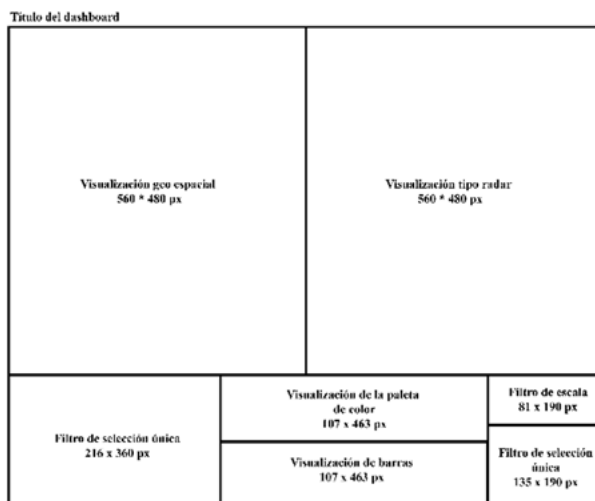 Título del dashboard
Visualización geo espacial
560 * 480 px
Visualización tipo radar
560 * 480 px
Filtro de selección única
216 x 360 px
Visualización de la paleta
de color
107 x 463 px
Visualización de barras
107 x 463 px
Filtro de escala
81 x 190 px
Filtro de selección
única
135 x 190 px